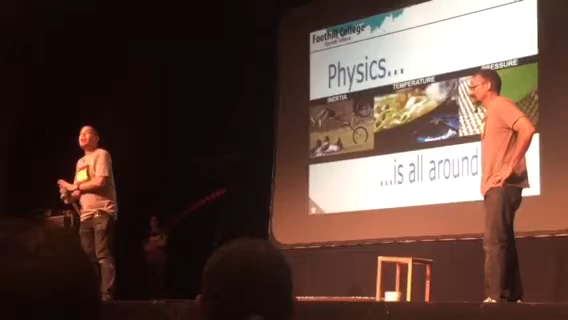 Foothill College
Physics...
INERTIA
TEMPERATURE
PRESSURE
...is all around